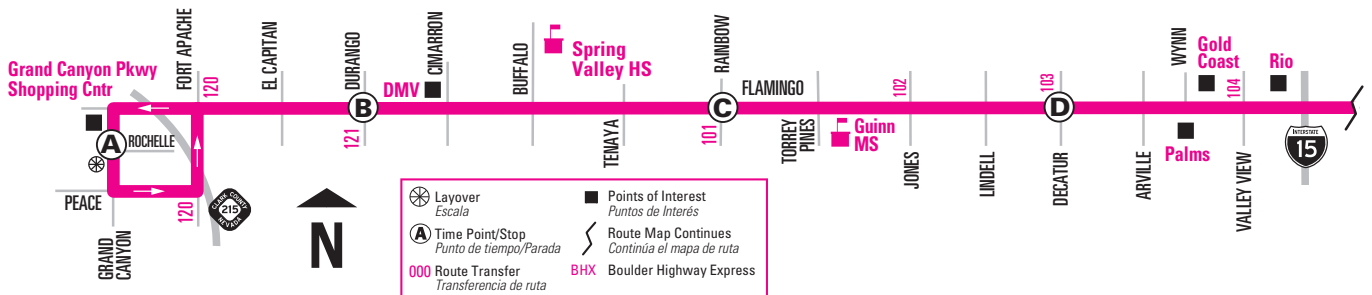 Grand Canyon Pkwy
Shopping Cntr
FORT APACHE
120
EL CAPITAN
DURANGO
121
B
DMV
CIMARRON
BUFFALO
Spring
Valley HS
TENAYA
RAINBOW
101
C
FLAMINGO
TORREY
PINES
Guinn
MS
102
JONES
LINDELL
103
DECATUR
D
ARVILLE
WYNN
Palms
Gold
Coast
104
VALLEY VIEW
Rio
INTERSTATE
15
A
ROCHELLE
PEACE
GRAND
CANYON
120
CLARK COUNTY
215
NEVADA
N
Layover
Escala
A Time Point/Stop
Punto de tiempo/Parada
000 Route Transfer
Transferencia de ruta
Points of Interest
Puntos de Interés
Route Map Continues
Continúa el mapa de ruta
BHX Boulder Highway Express